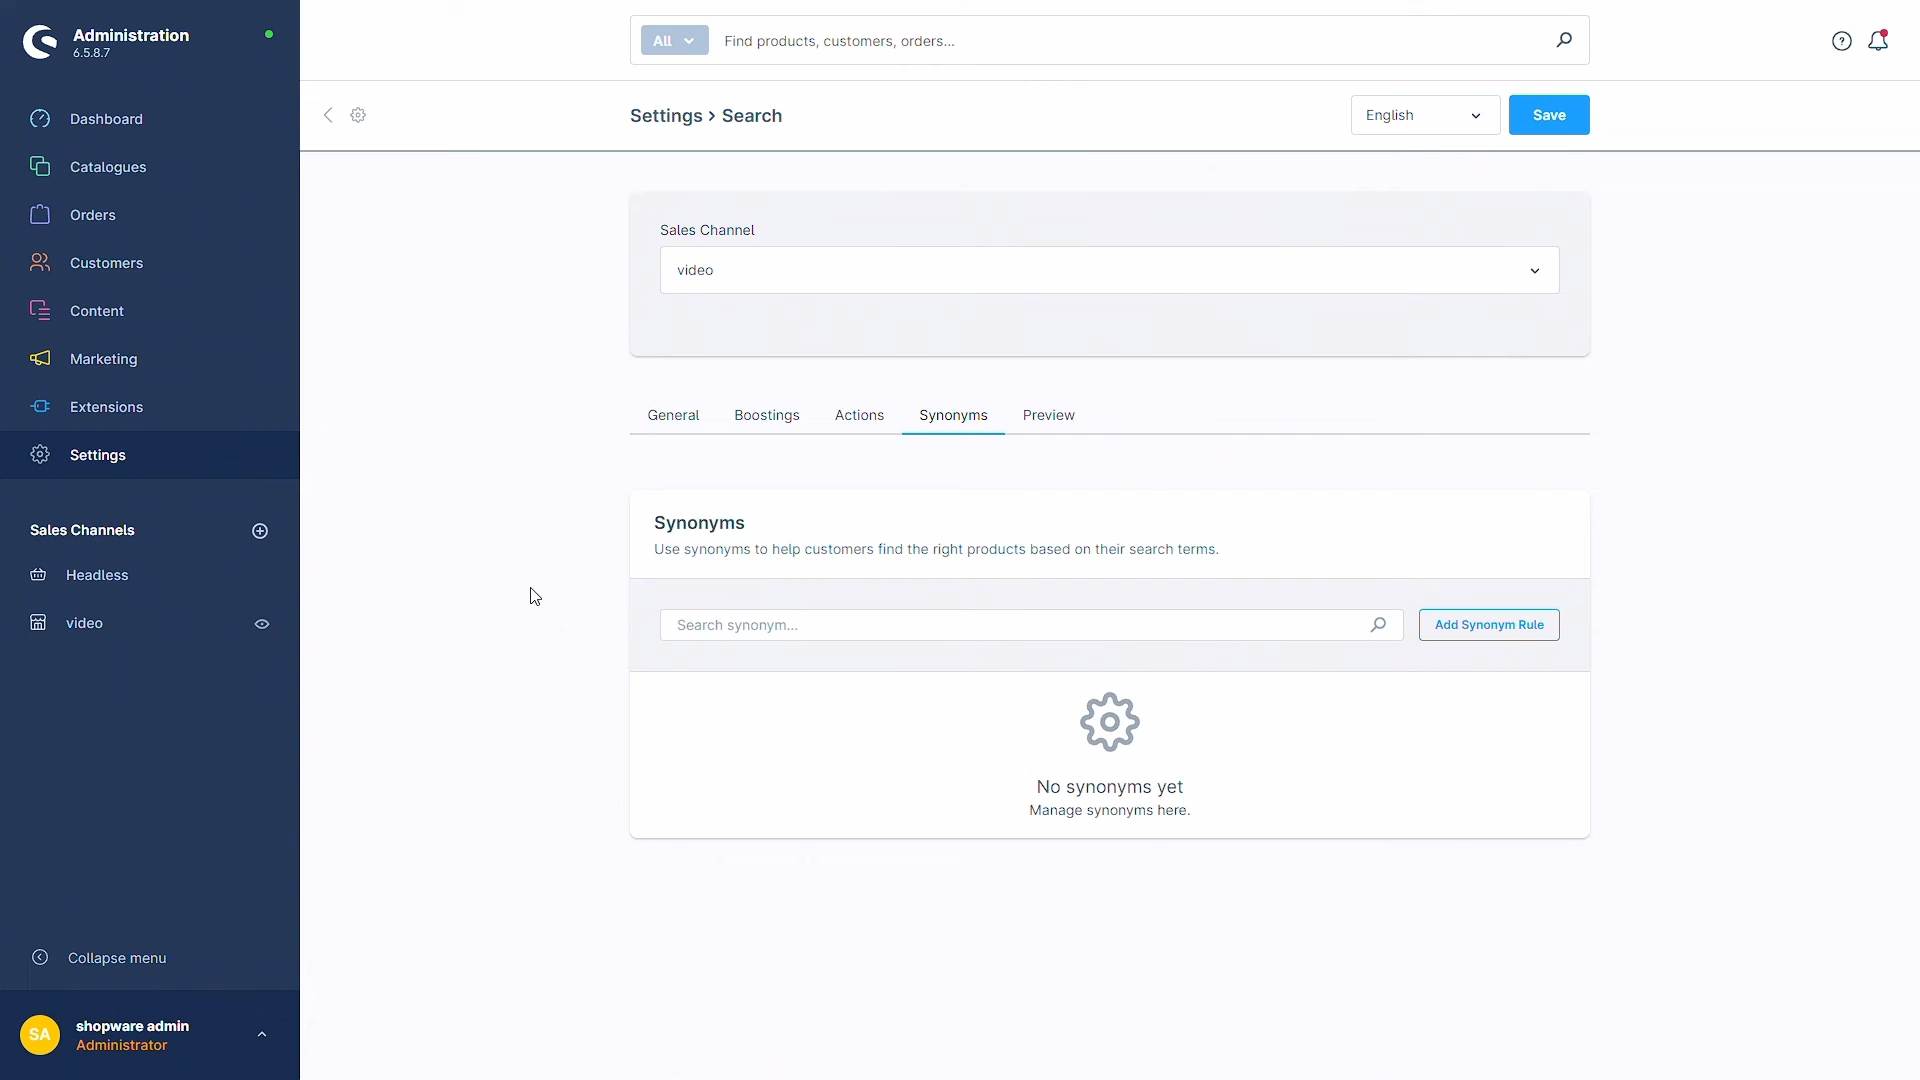 Administration
6.5.8.7
Dashboard
Catalogues
Orders
Customers
Content
Marketing
Extensions
Settings
Sales Channels
Headless
video
Collapse menu
SA
shopware admin
Administrator
All
Find products, customers, orders...
Settings > Search
English
Save
Sales Channel
video
General
Boostings
Actions
Synonyms
Preview
Synonyms
Use synonyms to help customers find the right products based on their search terms.
Search synonym...
Add Synonym Rule
No synonyms yet
Manage synonyms here.